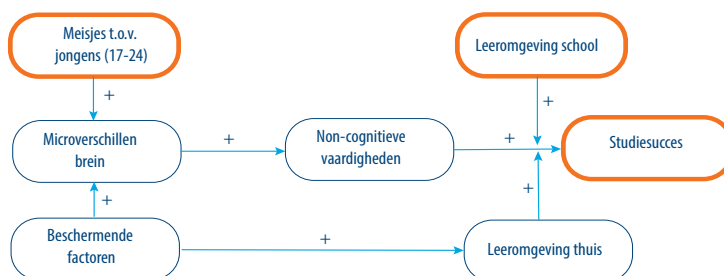 Meisjes t.o.v.
jongens (17-24)
Leeromgeving school
+
+
Microverschillen
brein
+
Non-cognitieve
vaardigheden
+
Studiesucces
+
+
Beschermende
factoren
+
Leeromgeving thuis